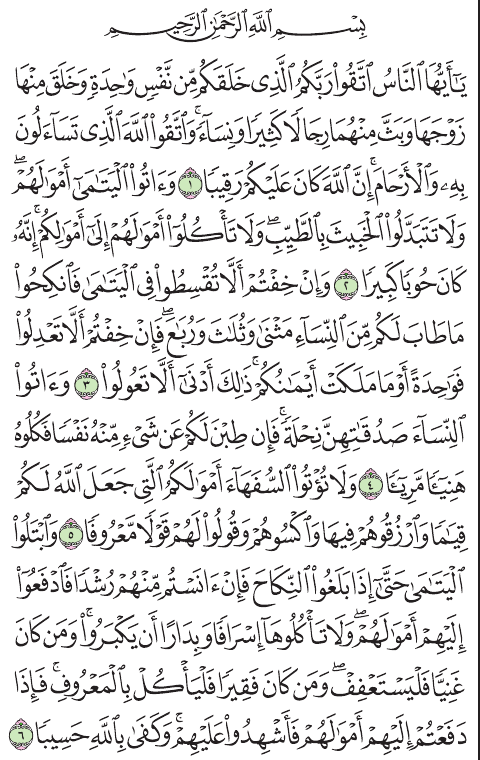 بِسْمِ ٱللَّهِ ٱلرَّحْمَٰنِ ٱلرَّحِيمِ
يَٰٓأَيُّهَا ٱلنَّاسُ ٱتَّقُوا۟ رَبَّكُمُ ٱلَّذِى خَلَقَكُم مِّن نَّفْسٍ وَٰحِدَةٍ وَخَلَقَ مِنْهَا
زَوْجَهَا وَبَثَّ مِنْهُمَا رِجَالًا كَثِيرًا وَنِسَآءً ۚ وَٱتَّقُوا۟ ٱللَّهَ ٱلَّذِى تَسَآءَلُونَ
بِهِۦ وَٱلْأَرْحَامَ ۚ إِنَّ ٱللَّهَ كَانَ عَلَيْكُمْ رَقِيبًا ١ وَءَاتُوا۟ ٱلْيَتَٰمَىٰٓ أَمْوَٰلَهُمْ ۖ
وَلَا تَتَبَدَّلُوا۟ ٱلْخَبِيثَ بِٱلطَّيِّبِ ۖ وَلَا تَأْكُلُوٓا۟ أَمْوَٰلَهُمْ إِلَىٰٓ أَمْوَٰلِكُمْ ۚ إِنَّهُۥ
كَانَ حُوبًا كَبِيرًا ٢ وَإِنْ خِفْتُمْ أَلَّا تُقْسِطُوا۟ فِى ٱلْيَتَٰمَىٰ فَٱنكِحُوا۟
مَا طَابَ لَكُم مِّنَ ٱلنِّسَآءِ مَثْنَىٰ وَثُلَٰثَ وَرُبَٰعَ ۖ فَإِنْ خِفْتُمْ أَلَّا تَعْدِلُوا۟
فَوَٰحِدَةً أَوْ مَا مَلَكَتْ أَيْمَٰنُكُمْ ۚ ذَٰلِكَ أَدْنَىٰٓ أَلَّا تَعُولُوا۟ ٣ وَءَاتُوا۟
ٱلنِّسَآءَ صَدُقَٰتِهِنَّ نِحْلَةً ۚ فَإِن طِبْنَ لَكُمْ عَن شَىْءٍ مِّنْهُ نَفْسًا فَكُلُوهُ
هَنِيٓـًٔا مَّرِيٓـًٔا ٤ وَلَا تُؤْتُوا۟ ٱلسُّفَهَآءَ أَمْوَٰلَكُمُ ٱلَّتِى جَعَلَ ٱللَّهُ لَكُمْ
قِيَٰمًا وَٱرْزُقُوهُمْ فِيهَا وَٱكْسُوهُمْ وَقُولُوا۟ لَهُمْ قَوْلًا مَّعْرُوفًا ٥ وَٱبْتَلُوا۟
ٱلْيَتَٰمَىٰ حَتَّىٰٓ إِذَا بَلَغُوا۟ ٱلنِّكَاحَ فَإِنْ ءَانَسْتُم مِّنْهُمْ رُشْدًا فَٱدْفَعُوٓا۟
إِلَيْهِمْ أَمْوَٰلَهُمْ ۖ وَلَا تَأْكُلُوهَآ إِسْرَافًا وَبِدَارًا أَن يَكْبَرُوا۟ ۚ وَمَن كَانَ
غَنِيًّا فَلْيَسْتَعْفِفْ ۖ وَمَن كَانَ فَقِيرًا فَلْيَأْكُلْ بِٱلْمَعْرُوفِ ۚ فَإِذَا
دَفَعْتُمْ إِلَيْهِمْ أَمْوَٰلَهُمْ فَأَشْهِدُوا۟ عَلَيْهِمْ ۚ وَكَفَىٰ بِٱللَّهِ حَسِيبًا ٦